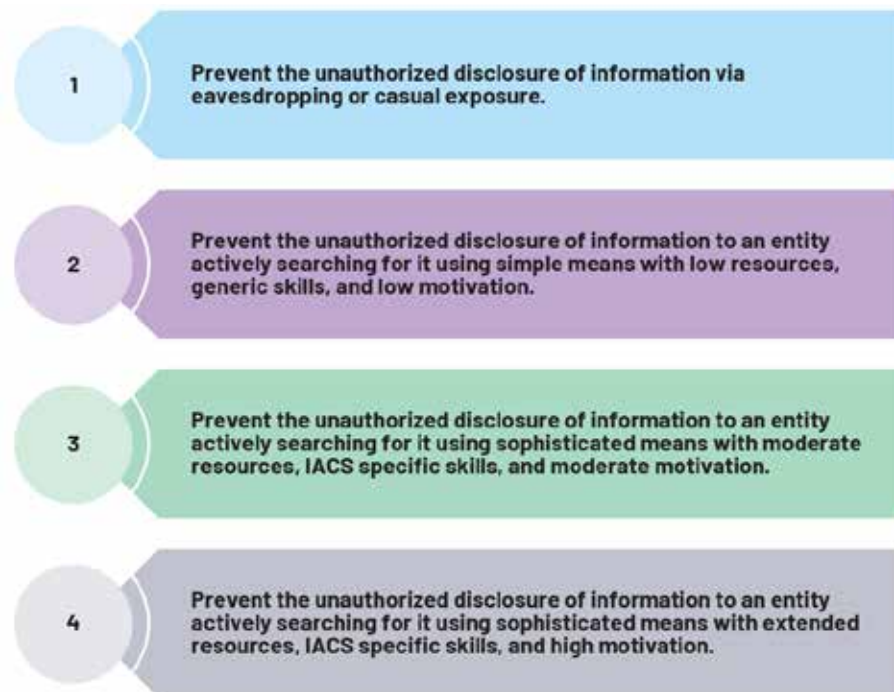 1
Prevent the unauthorized disclosure of information via
eavesdropping or casual exposure.
2
Prevent the unauthorized disclosure of information to an entity
actively searching for it using simple means with low resources,
generic skills, and low motivation.
3
Prevent the unauthorized disclosure of information to an entity
actively searching for it using sophisticated means with moderate
resources, IACS specific skills, and moderate motivation.
4
Prevent the unauthorized disclosure of information to an entity
actively searching for it using sophisticated means with extended
resources, IACS specific skills, and high motivation.